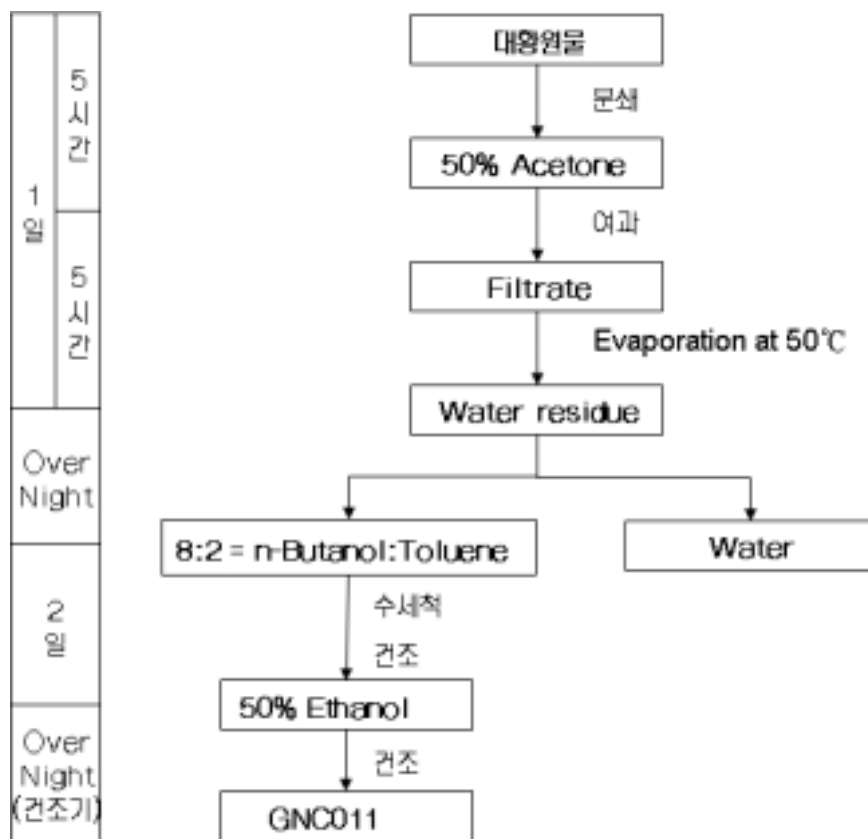 1
일
5
시
간
5
시
간
Over
Night
2
일
Over
Night
(건조기)
대황원물
분쇄
50% Acetone
여과
Filtrate
Evaporation at 50℃
Water residue
8:2 = n-Butanol:Toluene
Water
수세척
건조
50% Ethanol
건조
GNC011